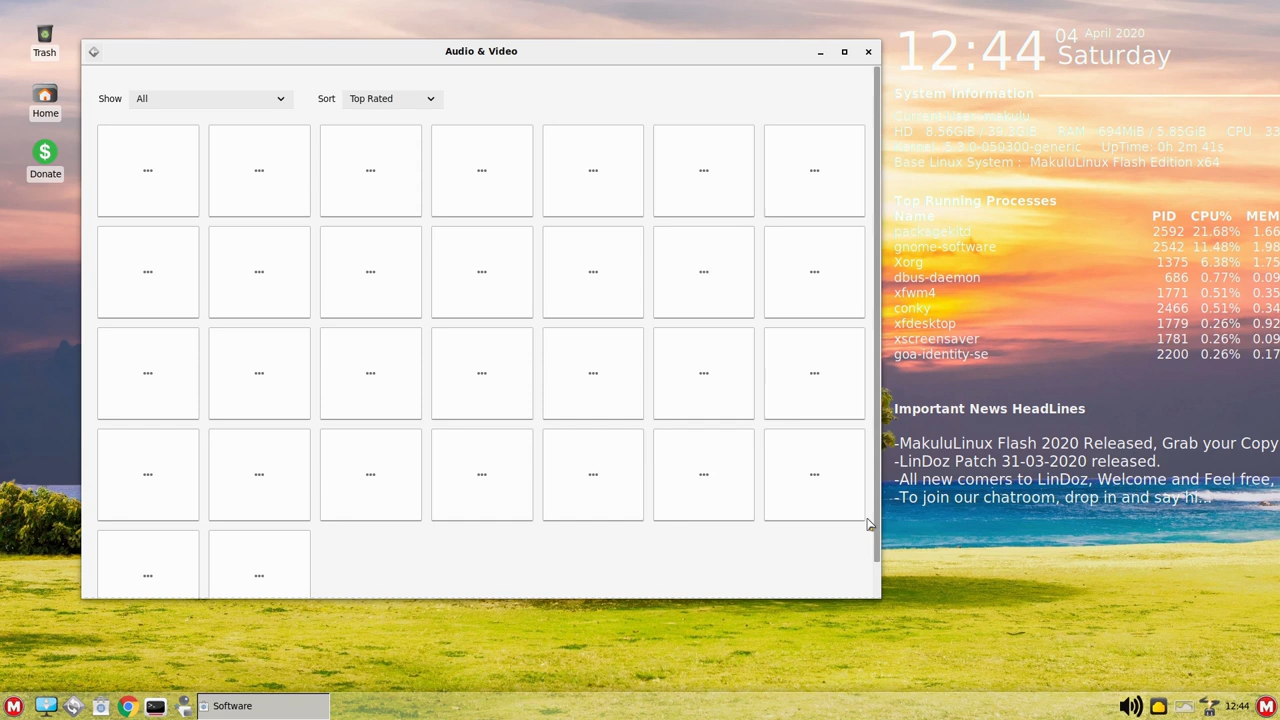 Trash
Home
$
Donate
Audio & Video
Show All Sort Top Rated
12:44 04 April 2020
Saturday
System Information
Current User makulu
HD 8.56GiB / 39.3GiB RAM 694MiB / 5.85GiB CPU 33
Kernel 5.3.0-050300-generic UpTime: 0h 2m 41s
Base Linux System : MakuluLinux Flash Edition x64
Top Running Processes
Name PID CPU% MEM
packagekitd 2592 21.68% 1.66
gnome-software 2542 11.48% 1.98
Xorg 1375 6.38% 1.75
dbus-daemon 686 0.77% 0.09
xfwm4 1771 0.51% 0.35
conky 2466 0.51% 0.34
xfdesktop 1779 0.26% 0.92
xscreensaver 1781 0.26% 0.09
goa-identity-se 2200 0.26% 0.17
Important News HeadLines
-MakuluLinux Flash 2020 Released, Grab your Copy
-LinDoz Patch 31-03-2020 released.
-All new comers to LinDoz, Welcome and Feel free,
-To join our chatroom, drop in and say hi...
M Software 12:44 M